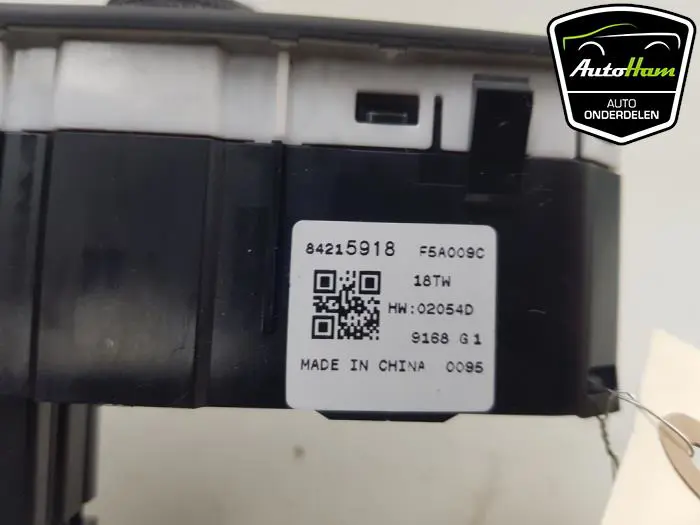 AutoHam
AUTO
ONDERDELEN
84215918 F5A009C
18TW
HW:02054D
9168 G1
MADE IN CHINA 0095